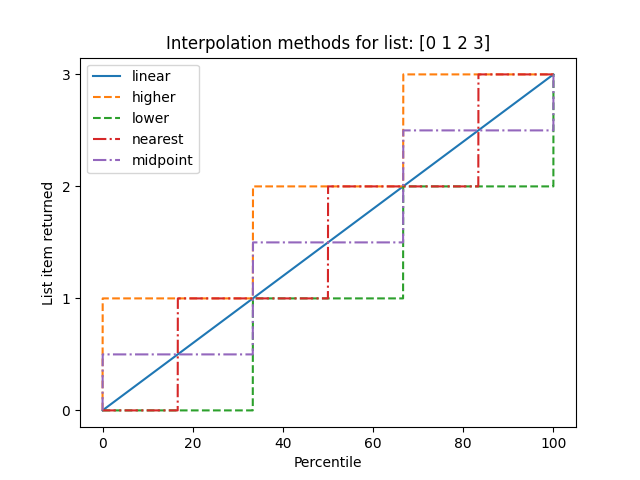 Interpolation methods for list: [0 1 2 3]
linear
higher
lower
nearest
midpoint
List item returned
3
2
1
0
0 20 40 60 80 100
Percentile